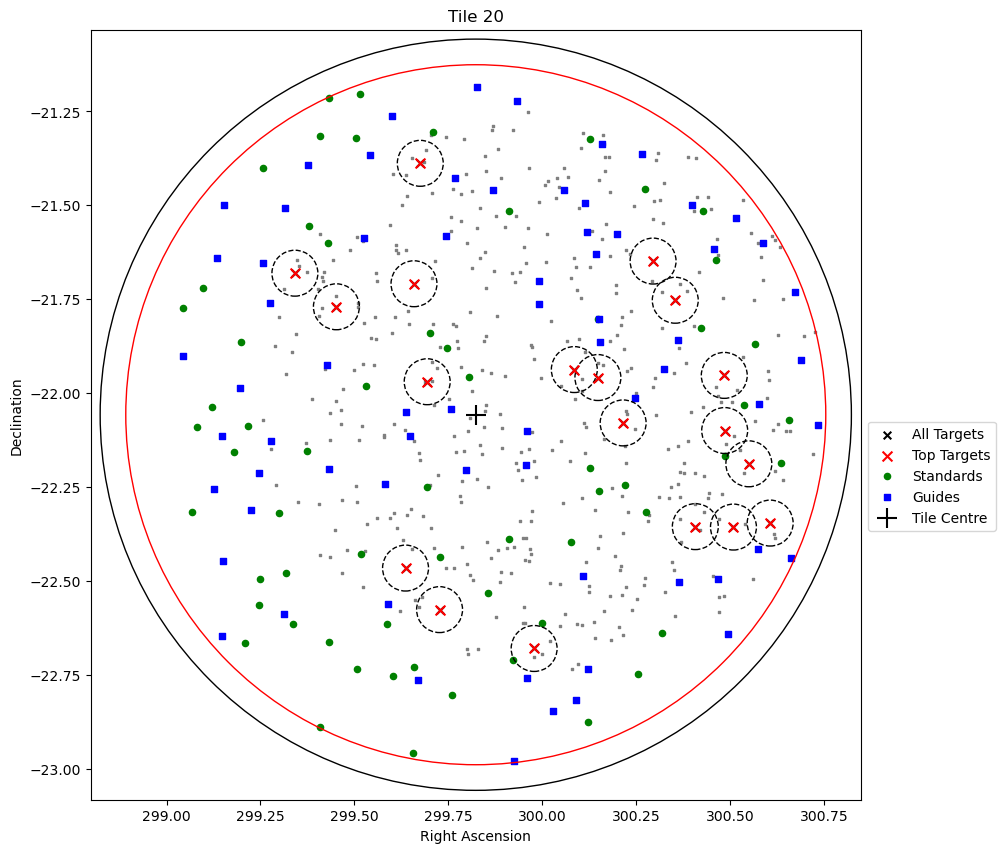 Tile 20
Declination
−21.25
−21.50
−21.75
−22.00
−22.25
−22.50
−22.75
−23.00
299.00 299.25 299.50 299.75 300.00 300.25 300.50 300.75
Right Ascension
All Targets
Top Targets
Standards
Guides
Tile Centre